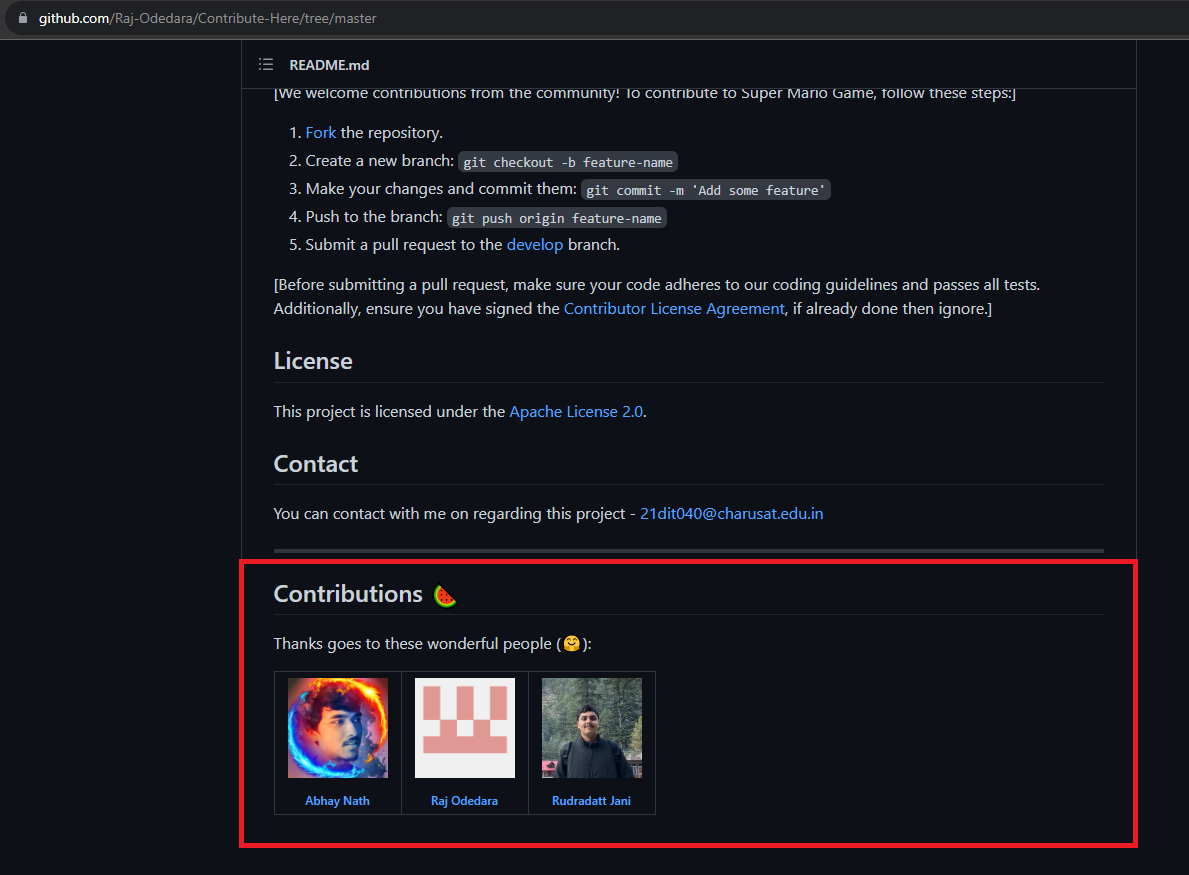 github.com/Raj-Odedara/Contribute-Here/tree/master
README.md
[We welcome contributions from the community! To contribute to Super Mario Game, follow these steps:]
1. Fork the repository.
2. Create a new branch: git checkout -b feature-name
3. Make your changes and commit them: git commit -m 'Add some feature'
4. Push to the branch: git push origin feature-name
5. Submit a pull request to the develop branch.
[Before submitting a pull request, make sure your code adheres to our coding guidelines and passes all tests.
Additionally, ensure you have signed the Contributor License Agreement, if already done then ignore.]
License
This project is licensed under the Apache License 2.0.
Contact
You can contact with me on regarding this project - 21dit040@charusat.edu.in
Contributions 🍉
Thanks goes to these wonderful people (🤗):
Abhay Nath Raj Odedara Rudradatt Jani